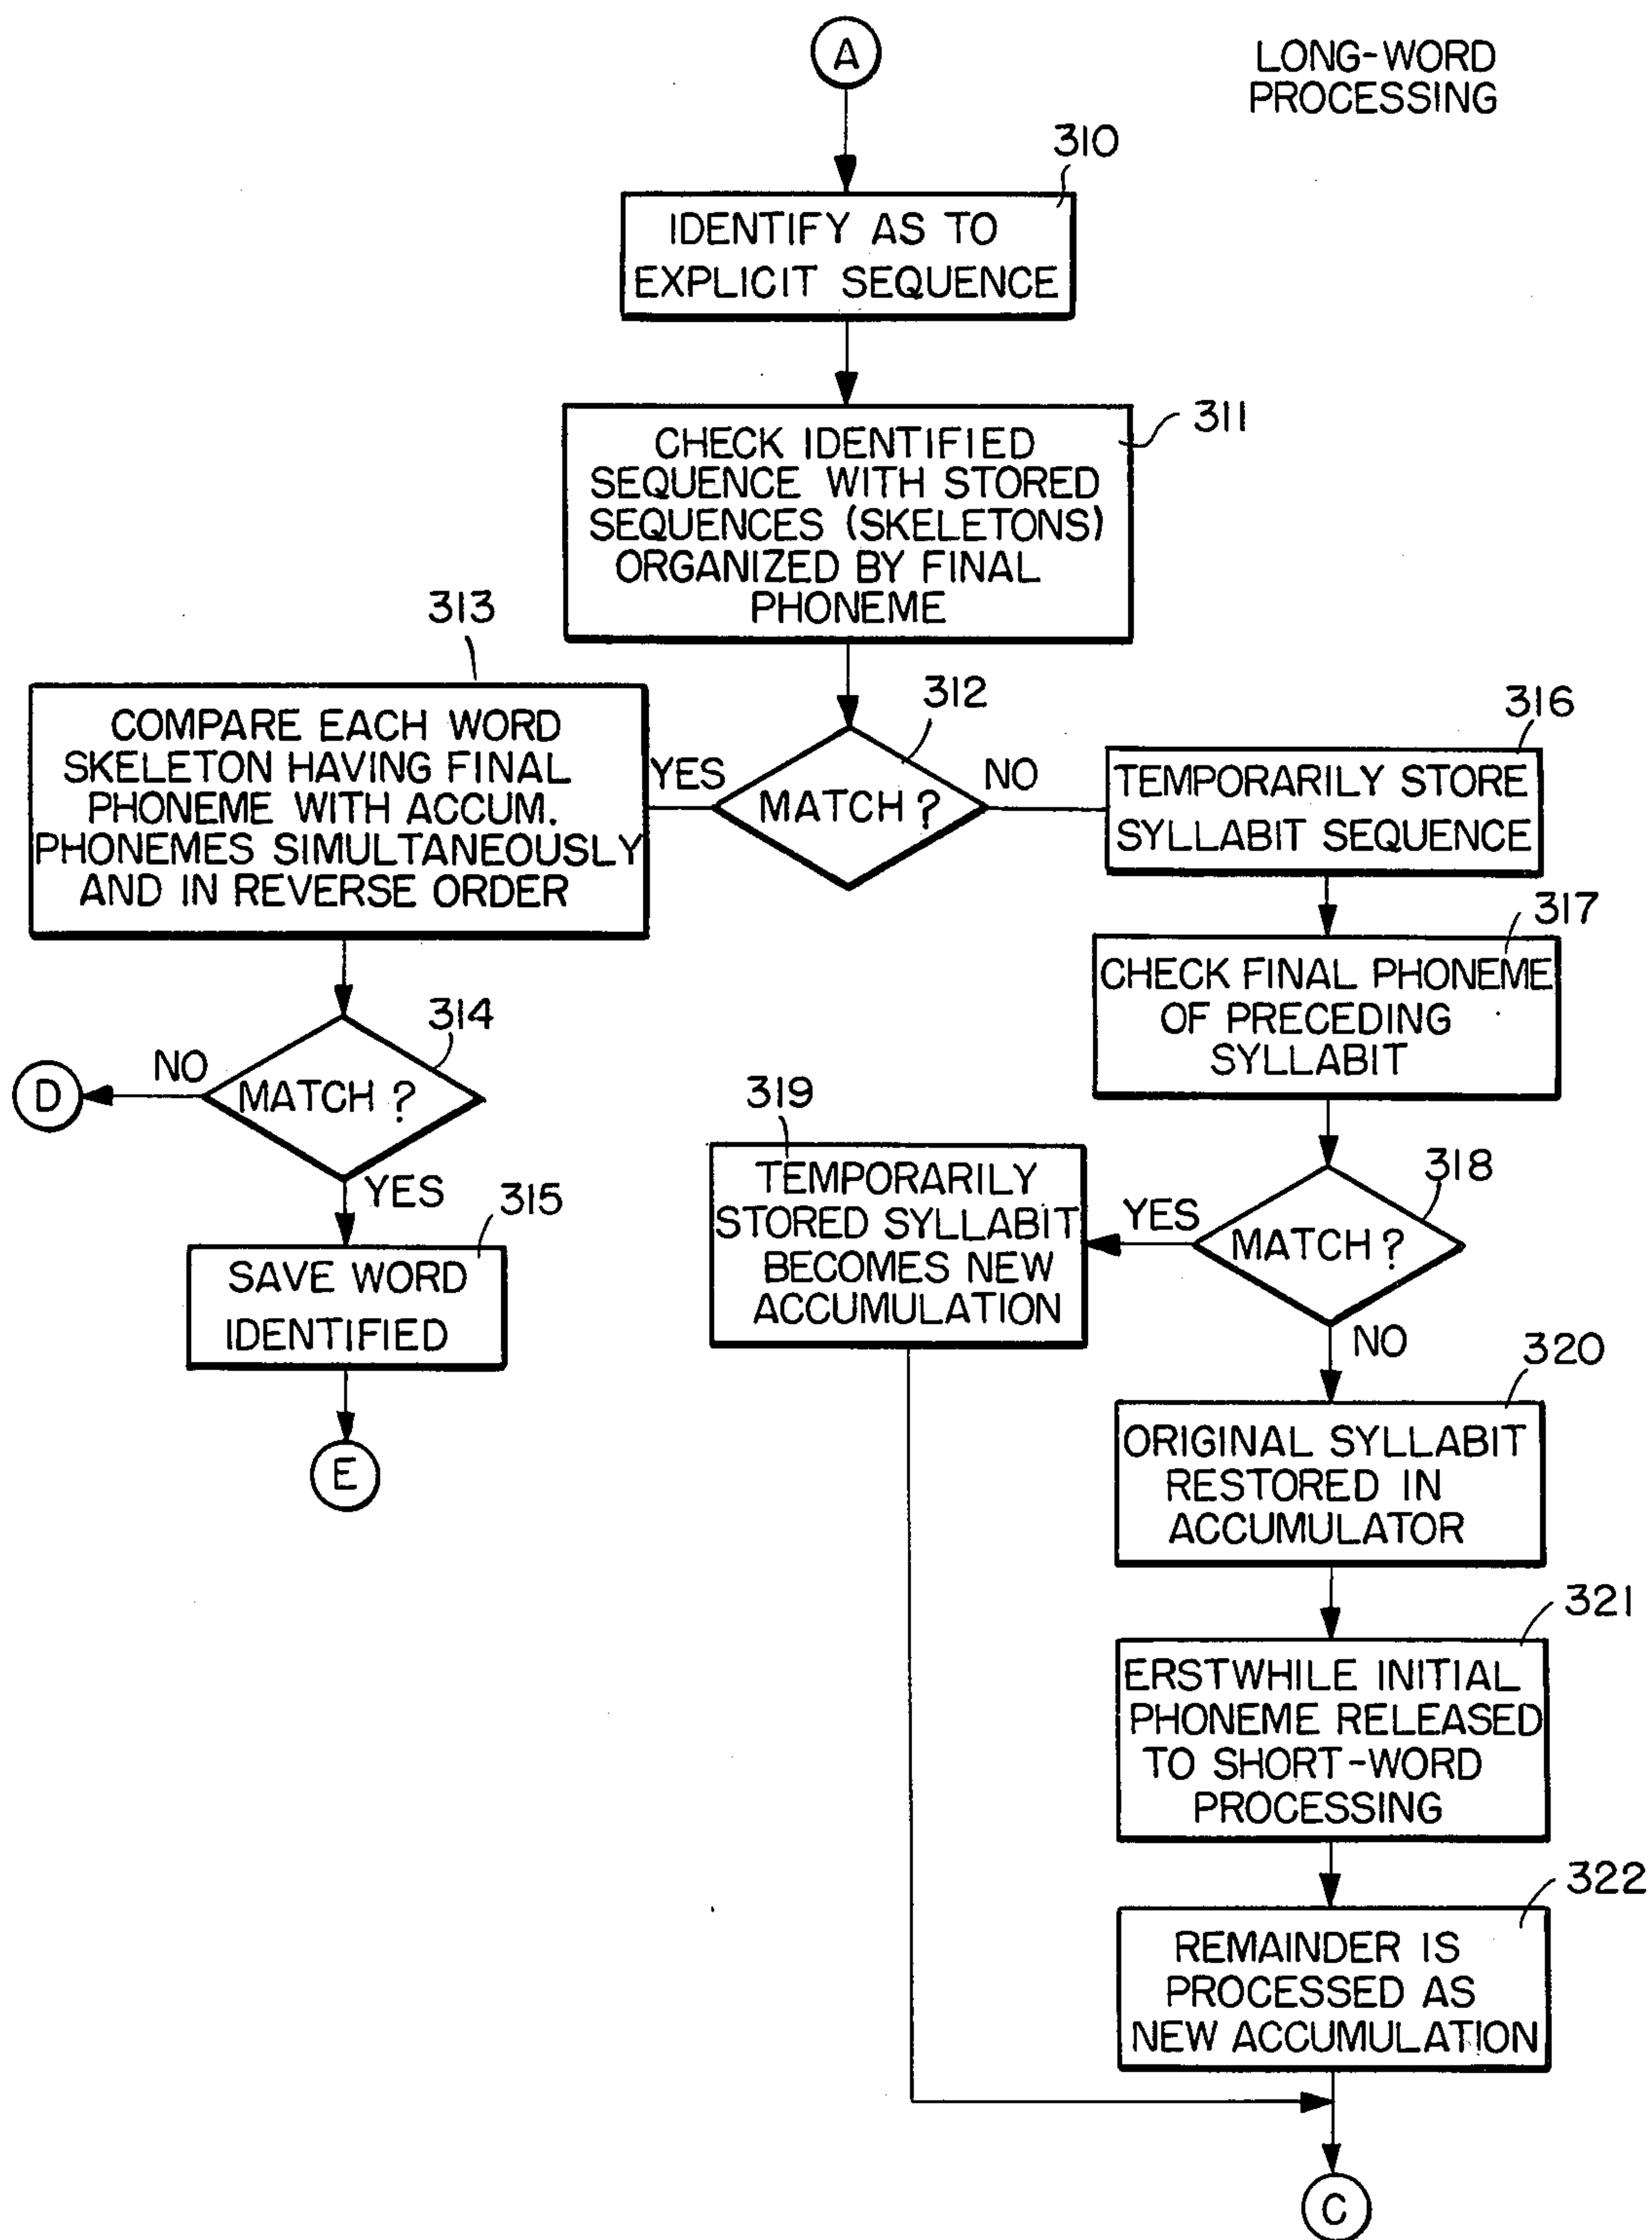 A
LONG-WORD
PROCESSING
310
IDENTIFY AS TO
EXPLICIT SEQUENCE
311
CHECK IDENTIFIED
SEQUENCE WITH STORED
SEQUENCES (SKELETONS)
ORGANIZED BY FINAL
PHONEME
312
MATCH ?
YES
NO
313
COMPARE EACH WORD
SKELETON HAVING FINAL
PHONEME WITH ACCUM.
PHONEMES SIMULTANEOUSLY
AND IN REVERSE ORDER
314
MATCH ?
NO
D
YES
315
SAVE WORD
IDENTIFIED
E
316
TEMPORARILY STORE
SYLLABIT SEQUENCE
317
CHECK FINAL PHONEME
OF PRECEDING
SYLLABIT
318
MATCH ?
YES
319
TEMPORARILY
STORED SYLLABIT
BECOMES NEW
ACCUMULATION
NO
320
ORIGINAL SYLLABIT
RESTORED IN
ACCUMULATOR
321
ERSTWHILE INITIAL
PHONEME RELEASED
TO SHORT-WORD
PROCESSING
322
REMAINDER IS
PROCESSED AS
NEW ACCUMULATION
C